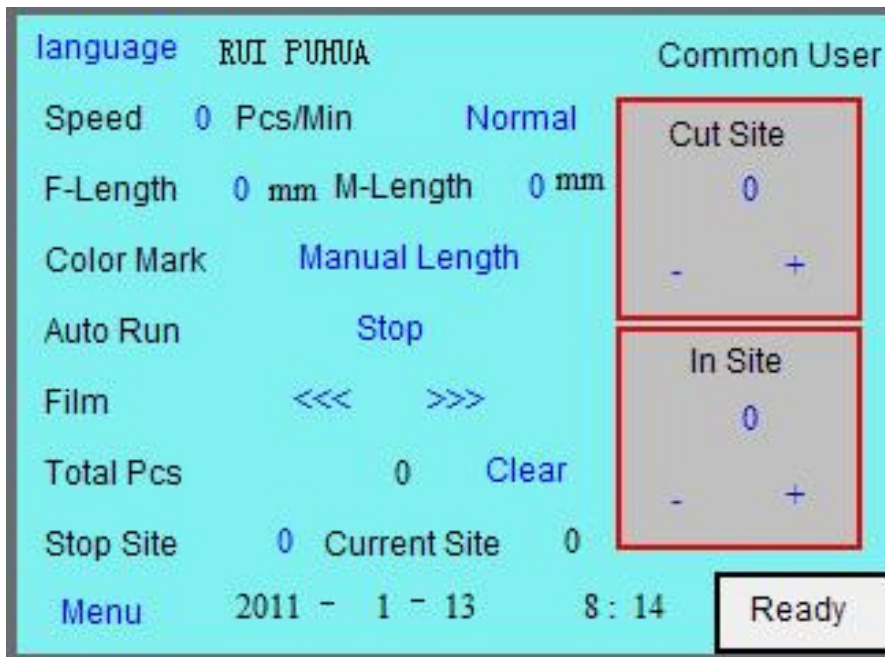 language RUI PUHUA Common User
Speed 0 Pcs/Min Normal
Cut Site
F-Length 0 mm M-Length 0 mm
0
Color Mark Manual Length
- +
Auto Run Stop
In Site
Film <<< >>>
0
Total Pcs 0 Clear
- +
Stop Site 0 Current Site 0
Menu 2011 - 1 - 13 8 : 14 Ready